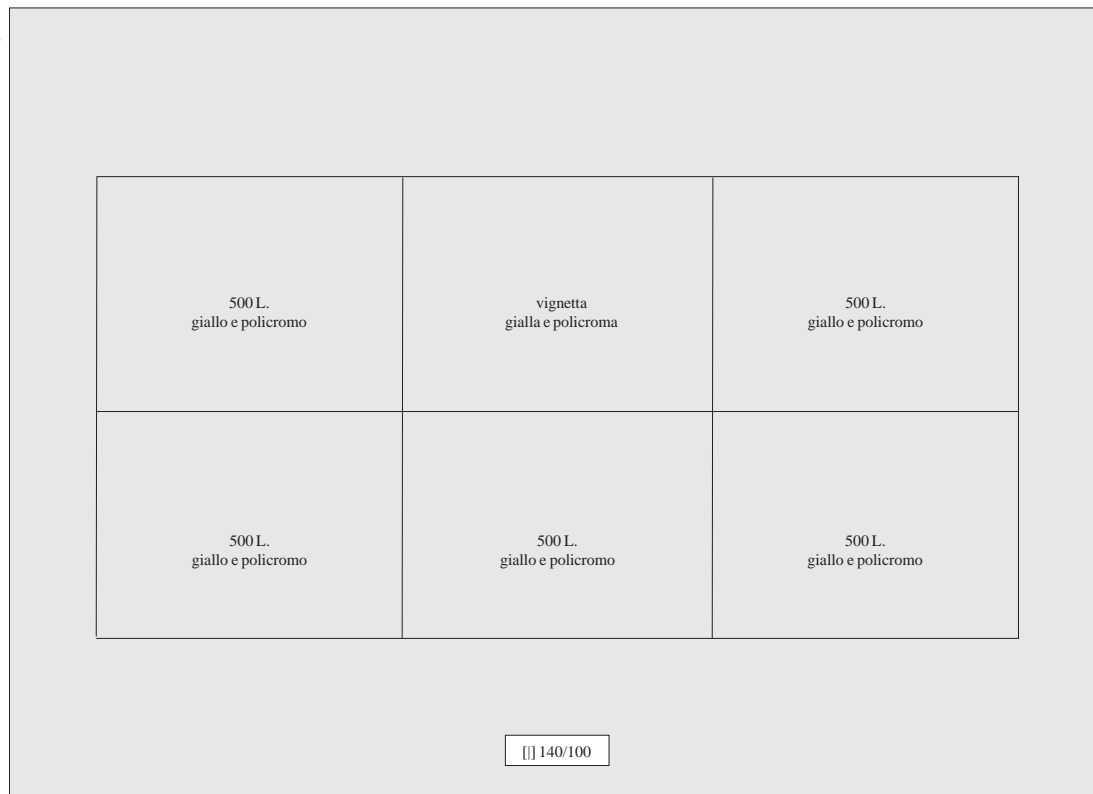 500 L.
giallo e policromo
vignetta
gialla e policroma
500 L.
giallo e policromo
500 L.
giallo e policromo
500 L.
giallo e policromo
500 L.
giallo e policromo
[|] 140/100